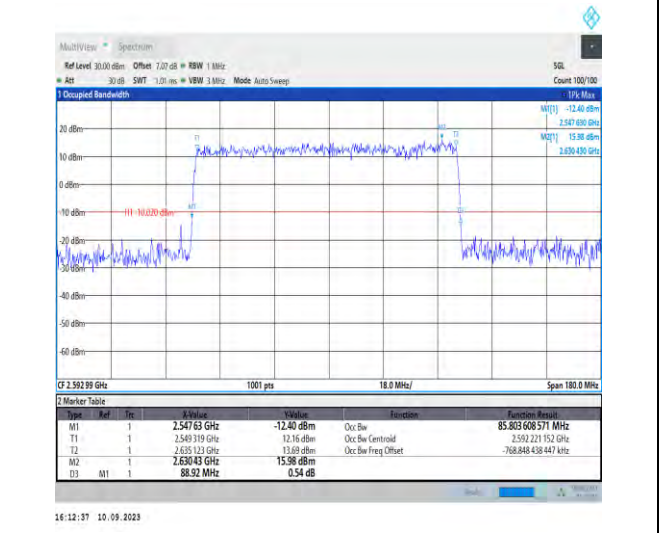 MultiView Spectrum
Ref Level 30.00 dBm Offset 7.07 dB RBW 1 MHz SGL
Att 30 dB SWT 1.01 ms VBW 3 MHz Mode Auto Sweep Count 100/100
1 Occupied Bandwidth 1Pk Max
M1[1] -12.40 dBm
2.547 630 GHz
M2[1] 15.98 dBm
2.630 430 GHz
20 dBm
10 dBm
0 dBm
-10 dBm
H1 -10.020 dBm
-20 dBm
-30 dBm
-40 dBm
-50 dBm
-60 dBm
T1
M2
T2
M1
D3
CF 2.592 99 GHz 1001 pts 18.0 MHz/ Span 180.0 MHz
2 Marker Table
Type Ref Trc X-Value Y-Value Function Function Result
M1 1 2.547 63 GHz -12.40 dBm Occ Bw 85.803 608 571 MHz
T1 1 2.549 319 GHz 12.16 dBm Occ Bw Centroid 2.592 221 152 GHz
T2 1 2.635 123 GHz 13.69 dBm Occ Bw Freq Offset -768.848 438 447 kHz
M2 1 2.630 43 GHz 15.98 dBm
D3 M1 1 88.92 MHz 0.54 dB
16:12:37 10.09.2023